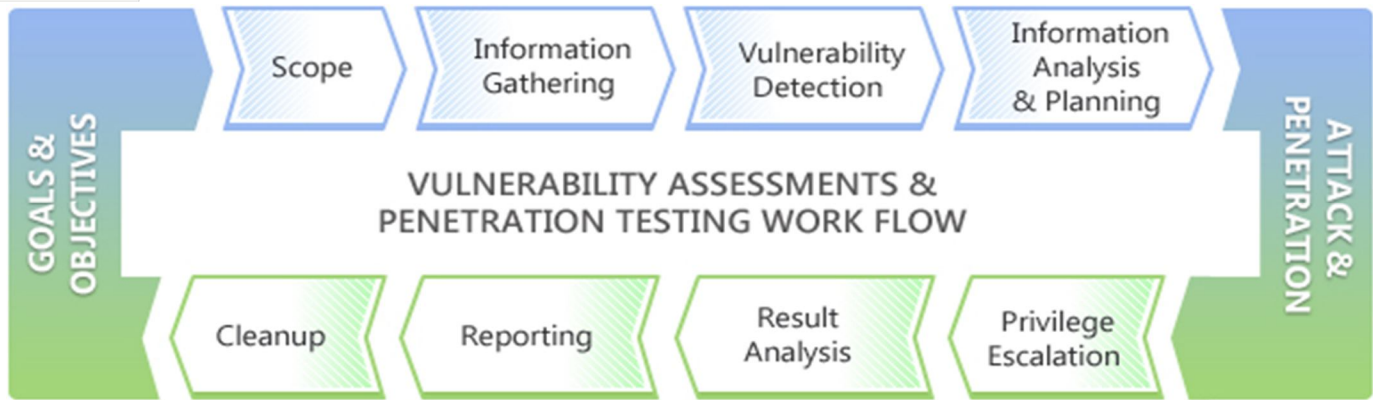 GOALS &
OBJECTIVES
Scope
Information
Gathering
Vulnerability
Detection
Information
Analysis
& Planning
ATTACK &
PENETRATION
VULNERABILITY ASSESSMENTS &
PENETRATION TESTING WORK FLOW
Cleanup
Reporting
Result
Analysis
Privilege
Escalation